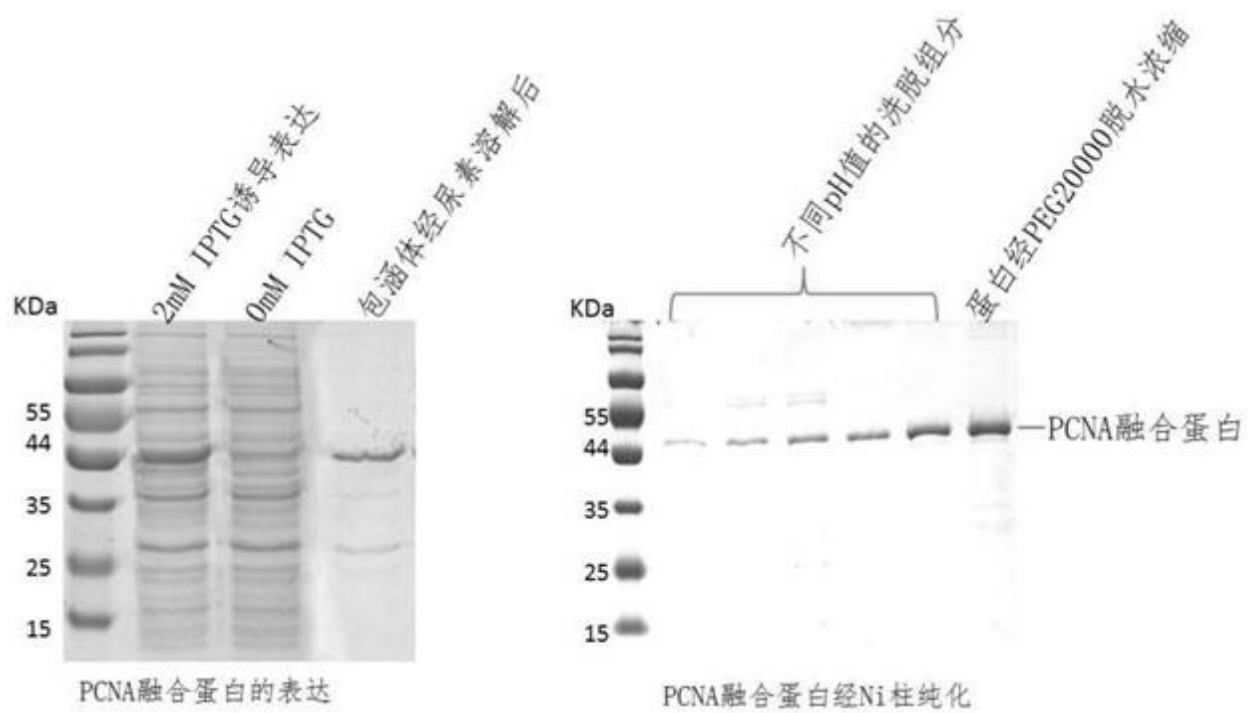 2mM IPTG诱导表达
0mM IPTG
包涵体经尿素溶解后
KDa
55
44
35
25
15
PCNA融合蛋白的表达
不同pH值的洗脱组分
蛋白经PEG20000脱水浓缩
KDa
55
44
35
25
15
PCNA融合蛋白
PCNA融合蛋白经Ni柱纯化